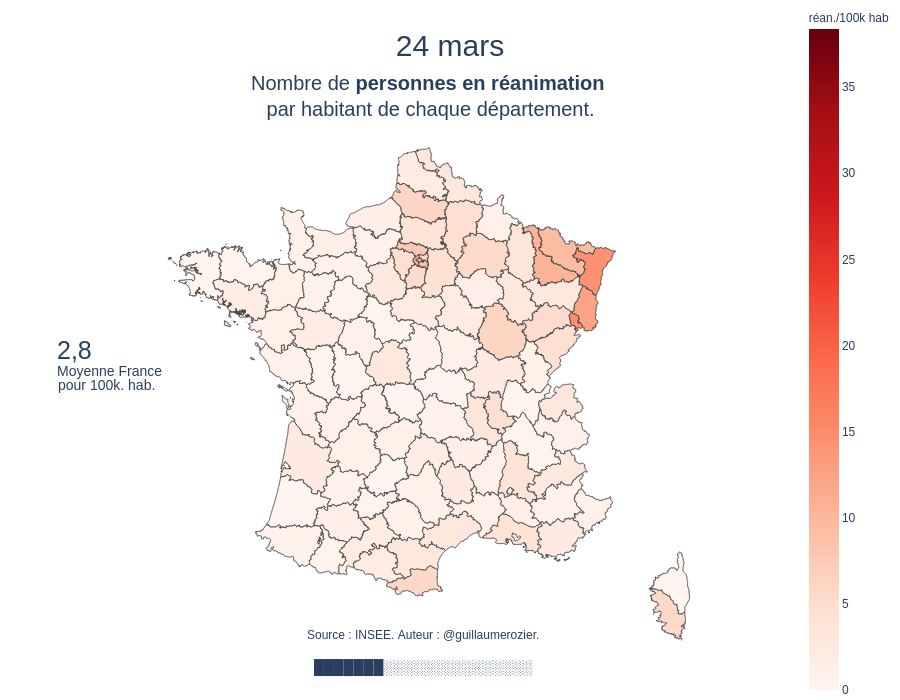 réan./100k hab
24 mars
Nombre de personnes en réanimation
par habitant de chaque département.
35
30
25
20
15
10
5
0
2,8
Moyenne France
pour 100k. hab.
Source : INSEE. Auteur : @guillaumerozier.